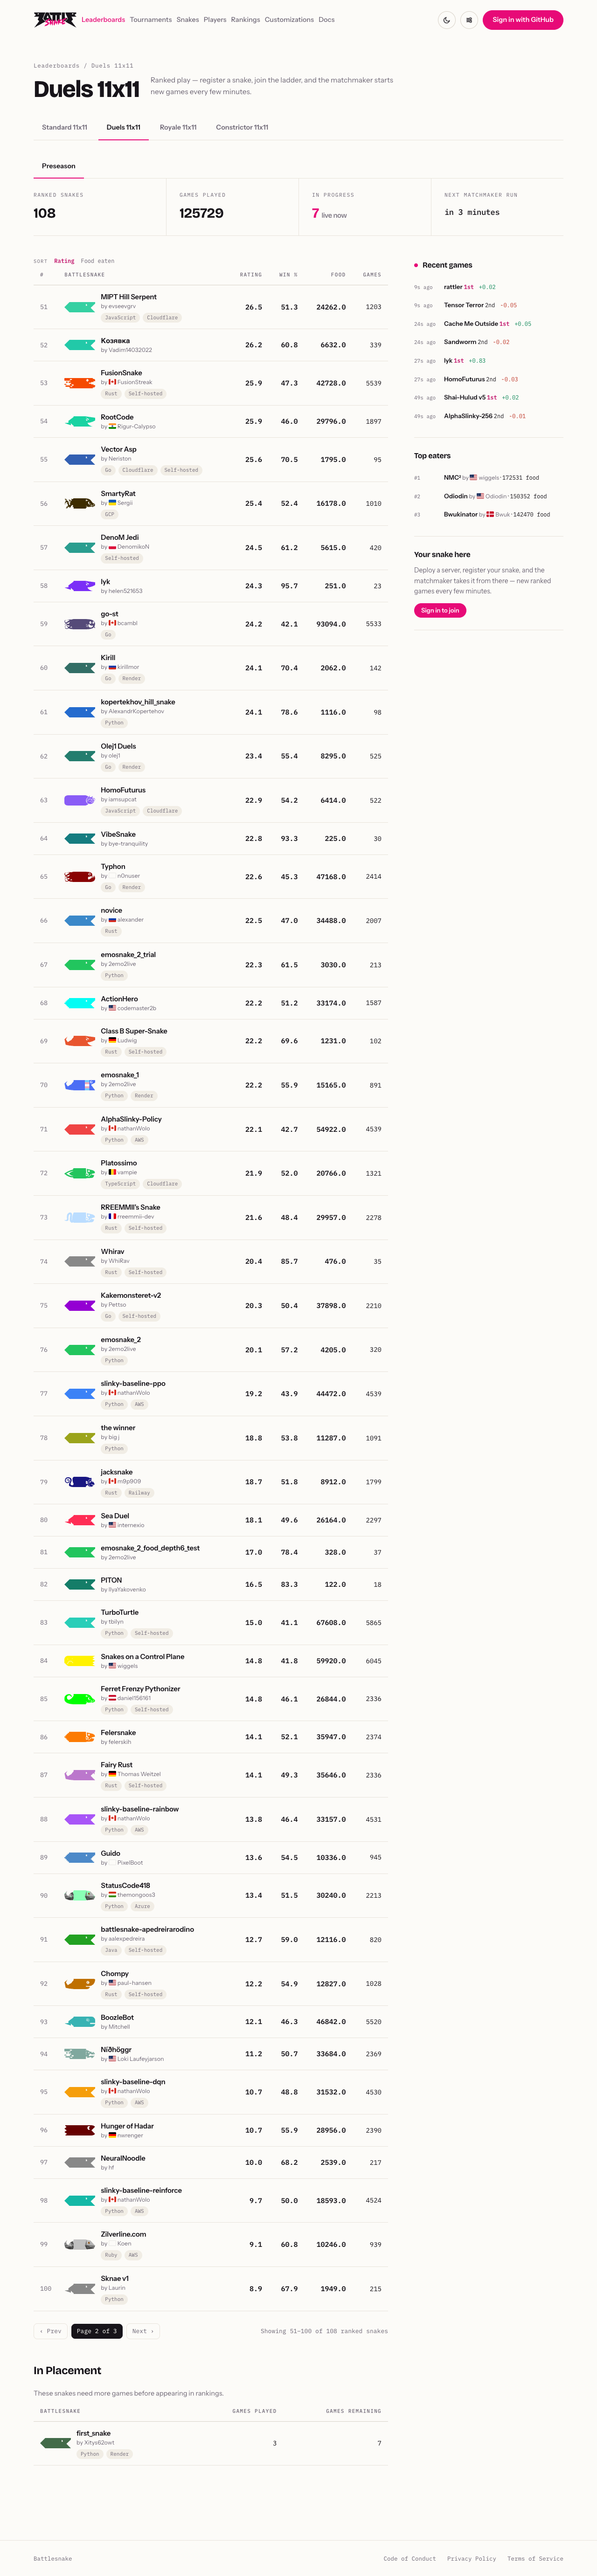 BATTLE SNAKE
Leaderboards Tournaments Snakes Players Rankings Customizations Docs
Sign in with GitHub
Leaderboards / Duels 11x11
Duels 11x11
Ranked play — register a snake, join the ladder, and the matchmaker starts
new games every few minutes.
Standard 11x11 Duels 11x11 Royale 11x11 Constrictor 11x11
Preseason
RANKED SNAKES GAMES PLAYED IN PROGRESS NEXT MATCHMAKER RUN
108 125729 7 live now in 3 minutes
SORT Rating Food eaten
# BATTLESNAKE RATING WIN % FOOD GAMES
51 MIPT Hill Serpent 26.5 51.3 24262.0 1203
by evseevgrv
JavaScript Cloudflare
52 Козявка 26.2 60.8 6632.0 339
by Vadim14032022
53 FusionSnake 25.9 47.3 42728.0 5539
by FusionStreak
Rust Self-hosted
54 RootCode 25.9 46.0 29796.0 1897
by Rigur-Calypso
55 Vector Asp 25.6 70.5 1795.0 95
by Neriston
Go Cloudflare Self-hosted
56 SmartyRat 25.4 52.4 16178.0 1010
by Sergii
GCP
57 DenoM Jedi 24.5 61.2 5615.0 420
by DenomikoN
Self-hosted
58 lyk 24.3 95.7 251.0 23
by helen521653
59 go-st 24.2 42.1 93094.0 5533
by bcambl
Go
60 Kirill 24.1 70.4 2062.0 142
by kirillmor
Go Render
61 kopertekhov_hill_snake 24.1 78.6 1116.0 98
by AlexandrKopertehov
Python
62 Olej1 Duels 23.4 55.4 8295.0 525
by olej1
Go Render
63 HomoFuturus 22.9 54.2 6414.0 522
by iamsupcat
JavaScript Cloudflare
64 VibeSnake 22.8 93.3 225.0 30
by bye-tranquility
65 Typhon 22.6 45.3 47168.0 2414
by n0nuser
Go Render
66 novice 22.5 47.0 34488.0 2007
by alexander
Rust
67 emosnake_2_trial 22.3 61.5 3030.0 213
by 2emo2live
Python
68 ActionHero 22.2 51.2 33174.0 1587
by codemaster2b
69 Class B Super-Snake 22.2 69.6 1231.0 102
by Ludwig
Rust Self-hosted
70 emosnake_1 22.2 55.9 15165.0 891
by 2emo2live
Python Render
71 AlphaSlinky-Policy 22.1 42.7 54922.0 4539
by nathanWolo
Python AWS
72 Platossimo 21.9 52.0 20766.0 1321
by vampie
TypeScript Cloudflare
73 RREEMMII's Snake 21.6 48.4 29957.0 2278
by rreemmii-dev
Rust Self-hosted
74 Whirav 20.4 85.7 476.0 35
by WhiRav
Rust Self-hosted
75 Kakemonsteret-v2 20.3 50.4 37898.0 2210
by Pettso
Go Self-hosted
76 emosnake_2 20.1 57.2 4205.0 320
by 2emo2live
Python
77 slinky-baseline-ppo 19.2 43.9 44472.0 4539
by nathanWolo
Python AWS
78 the winner 18.8 53.8 11287.0 1091
by big j
Python
79 jacksnake 18.7 51.8 8912.0 1799
by m9p909
Rust Railway
80 Sea Duel 18.1 49.6 26164.0 2297
by internexio
81 emosnake_2_food_depth6_test 17.0 78.4 328.0 37
by 2emo2live
82 PITON 16.5 83.3 122.0 18
by IlyaYakovenko
83 TurboTurtle 15.0 41.1 67608.0 5865
by tbilyn
Python Self-hosted
84 Snakes on a Control Plane 14.8 41.8 59920.0 6045
by wiggels
85 Ferret Frenzy Pythonizer 14.8 46.1 26844.0 2336
by daniel156161
Python Self-hosted
86 Felersnake 14.1 52.1 35947.0 2374
by felerskih
87 Fairy Rust 14.1 49.3 35646.0 2336
by Thomas Weitzel
Rust Self-hosted
88 slinky-baseline-rainbow 13.8 46.4 33157.0 4531
by nathanWolo
Python AWS
89 Guido 13.6 54.5 10336.0 945
by PixelBoot
90 StatusCode418 13.4 51.5 30240.0 2213
by themongoos3
Python Azure
91 battlesnake-apedreirarodino 12.7 59.0 12116.0 820
by aalexpedreira
Java Self-hosted
92 Chompy 12.2 54.9 12827.0 1028
by paul-hansen
Rust Self-hosted
93 BoozleBot 12.1 46.3 46842.0 5520
by Mitchell
94 Níðhöggr 11.2 50.7 33684.0 2369
by Loki Laufeyjarson
95 slinky-baseline-dqn 10.7 48.8 31532.0 4530
by nathanWolo
Python AWS
96 Hunger of Hadar 10.7 55.9 28956.0 2390
by nwrenger
97 NeuralNoodle 10.0 68.2 2539.0 217
by hf
98 slinky-baseline-reinforce 9.7 50.0 18593.0 4524
by nathanWolo
Python AWS
99 Zilverline.com 9.1 60.8 10246.0 939
by Koen
Ruby AWS
100 Sknae v1 8.9 67.9 1949.0 215
by Laurin
Python
‹ Prev Page 2 of 3 Next › Showing 51–100 of 108 ranked snakes
Recent games
9s ago rattler 1st +0.02
9s ago Tensor Terror 2nd -0.05
24s ago Cache Me Outside 1st +0.05
24s ago Sandworm 2nd -0.02
27s ago lyk 1st +0.83
27s ago HomoFuturus 2nd -0.03
49s ago Shai-Hulud v5 1st +0.02
49s ago AlphaSlinky-256 2nd -0.01
Top eaters
#1 NMC² by wiggels · 172531 food
#2 Odiodin by Odiodin · 150352 food
#3 Bwukinator by Bwuk · 142470 food
Your snake here
Deploy a server, register your snake, and the
matchmaker takes it from there — new ranked
games every few minutes.
Sign in to join
In Placement
These snakes need more games before appearing in rankings.
BATTLESNAKE GAMES PLAYED GAMES REMAINING
first_snake 3 7
by Xitys62owt
Python Render
Battlesnake Code of Conduct Privacy Policy Terms of Service